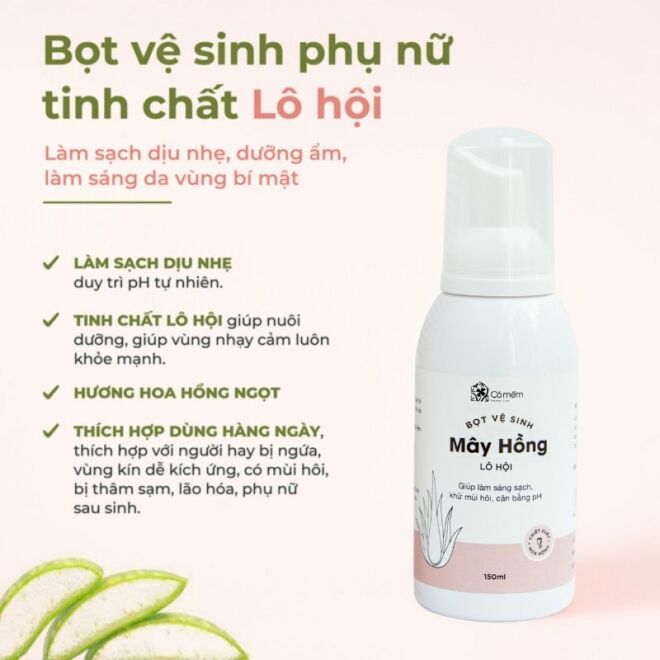 Bọt vệ sinh phụ nữ
tinh chất Lô hội
Làm sạch dịu nhẹ, dưỡng ẩm,
làm sáng da vùng bí mật
LÀM SẠCH DỊU NHẸ
duy trì pH tự nhiên.
TINH CHẤT LÔ HỘI giúp nuôi
dưỡng, giúp vùng nhạy cảm luôn
khỏe mạnh.
HƯƠNG HOA HỒNG NGỌT
THÍCH HỢP DÙNG HÀNG NGÀY,
thích hợp với người hay bị ngứa,
vùng kín dễ kích ứng, có mùi hôi,
bị thâm sạm, lão hóa, phụ nữ
sau sinh.
Cỏ mềm
BỌT VỆ SINH
Mây Hồng
LÔ HỘI
Giúp làm sáng sạch,
khử mùi hôi, cân bằng pH
CHIẾT XUẤT
HOA HỒNG
150ml